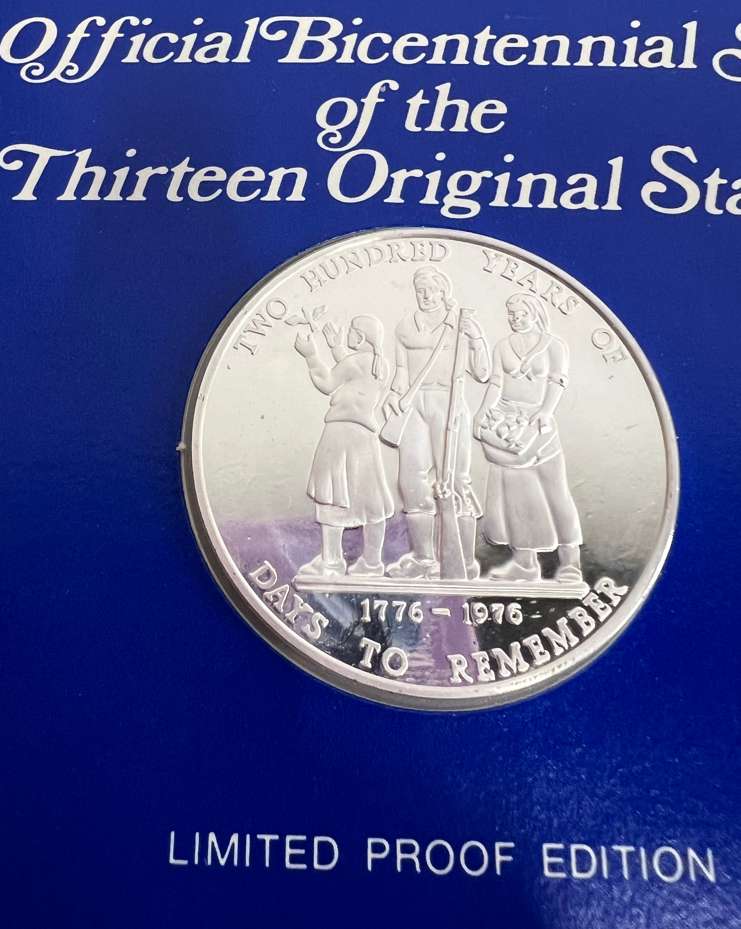 Official Bicentennial
of the
Thirteen Original
TWO HUNDRED YEARS OF
1776 - 1976
DAYS TO REMEMBER
LIMITED PROOF EDITION